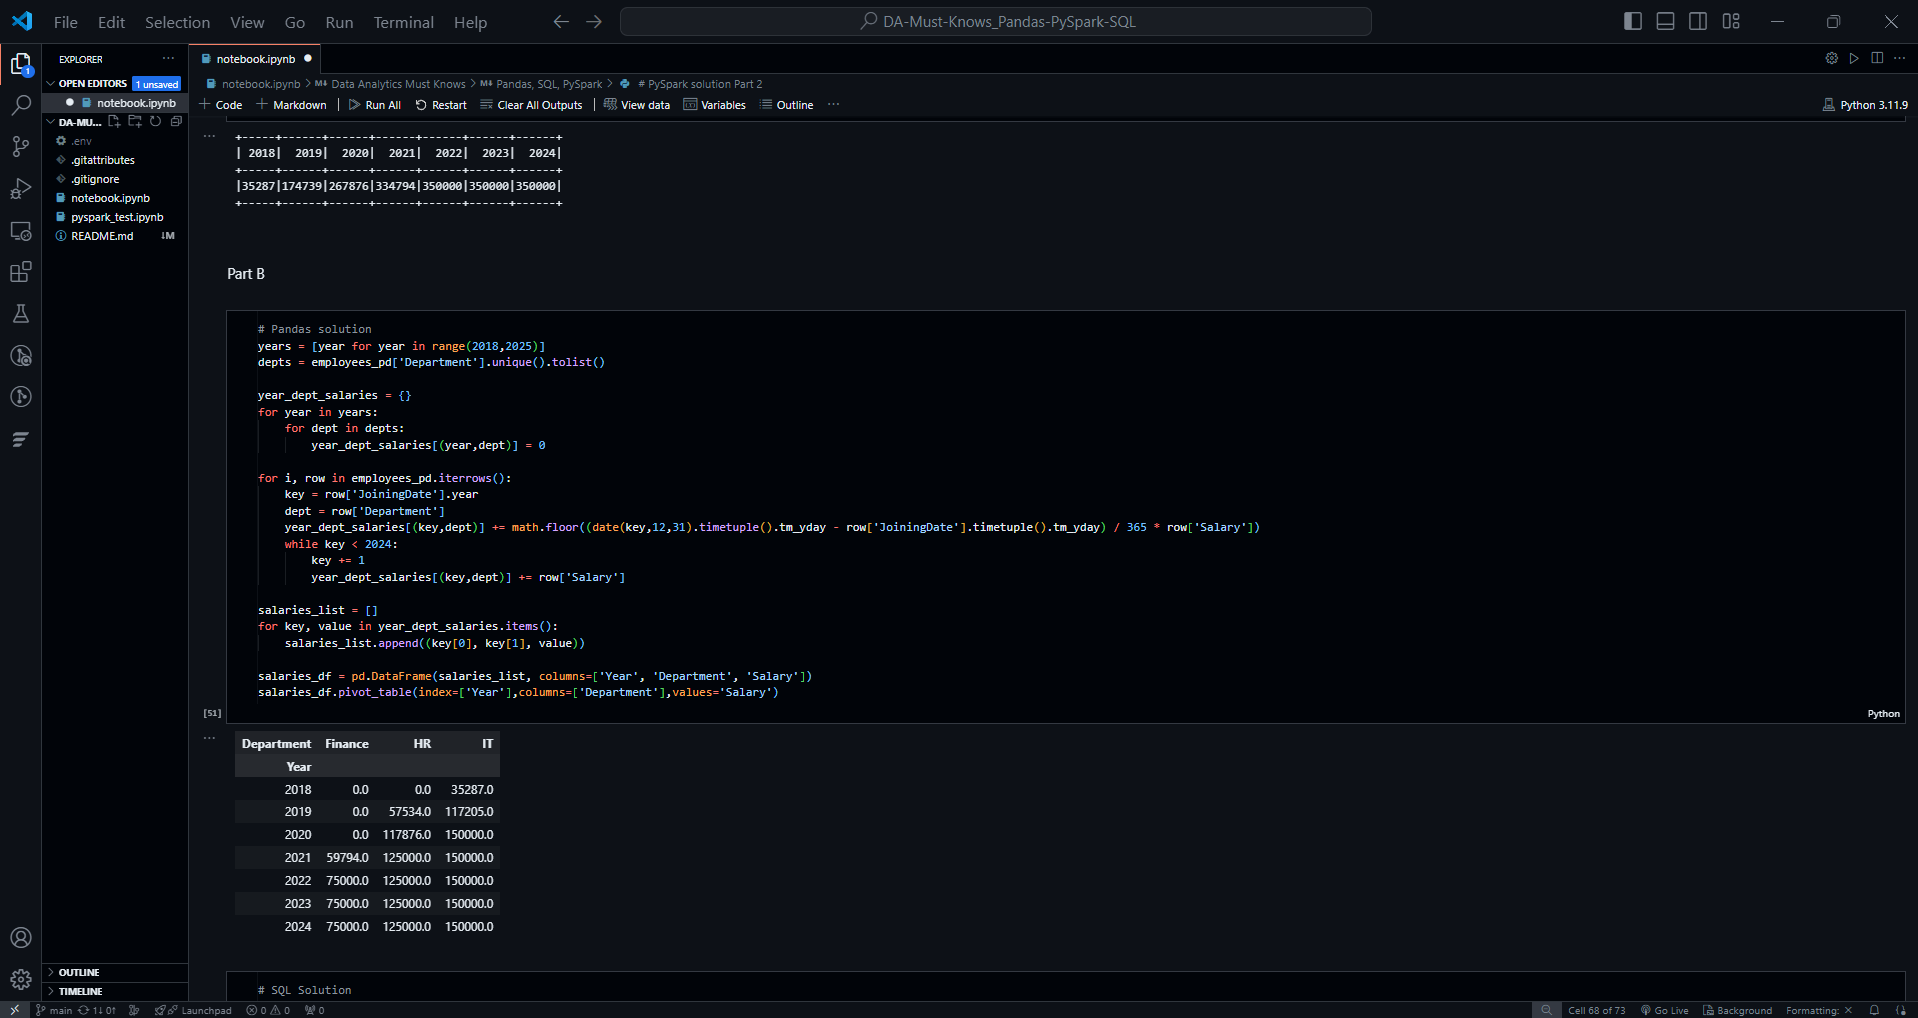 File Edit Selection View Go Run Terminal Help
DA-Must-Knows_Pandas-PySpark-SQL
EXPLORER
OPEN EDITORS 1 unsaved
notebook.ipynb
DA-MU...
.env
.gitattributes
.gitignore
notebook.ipynb
pyspark_test.ipynb
README.md ↓M
OUTLINE
TIMELINE
notebook.ipynb
notebook.ipynb > M↓ Data Analytics Must Knows > M↓ Pandas, SQL, PySpark > # PySpark solution Part 2
+ Code + Markdown | Run All Restart Clear All Outputs | View data Variables Outline ...
Python 3.11.9
+-----+------+------+------+------+------+------+
| 2018|  2019|  2020|  2021|  2022|  2023|  2024|
+-----+------+------+------+------+------+------+
|35287|174739|267876|334794|350000|350000|350000|
+-----+------+------+------+------+------+------+
Part B
# Pandas solution
years = [year for year in range(2018,2025)]
depts = employees_pd['Department'].unique().tolist()
year_dept_salaries = {}
for year in years:
for dept in depts:
year_dept_salaries[(year,dept)] = 0
for i, row in employees_pd.iterrows():
key = row['JoiningDate'].year
dept = row['Department']
year_dept_salaries[(key,dept)] += math.floor((date(key,12,31).timetuple().tm_yday - row['JoiningDate'].timetuple().tm_yday) / 365 * row['Salary'])
while key < 2024:
key += 1
year_dept_salaries[(key,dept)] += row['Salary']
salaries_list = []
for key, value in year_dept_salaries.items():
salaries_list.append((key[0], key[1], value))
salaries_df = pd.DataFrame(salaries_list, columns=['Year', 'Department', 'Salary'])
salaries_df.pivot_table(index=['Year'],columns=['Department'],values='Salary')
[51]
Python
Department Finance HR IT
Year
2018 0.0 0.0 35287.0
2019 0.0 57534.0 117205.0
2020 0.0 117876.0 150000.0
2021 59794.0 125000.0 150000.0
2022 75000.0 125000.0 150000.0
2023 75000.0 125000.0 150000.0
2024 75000.0 125000.0 150000.0
# SQL Solution
main 1↓ 0↑ Launchpad 0 0 0
Cell 68 of 73 Go Live Background Formatting: ×